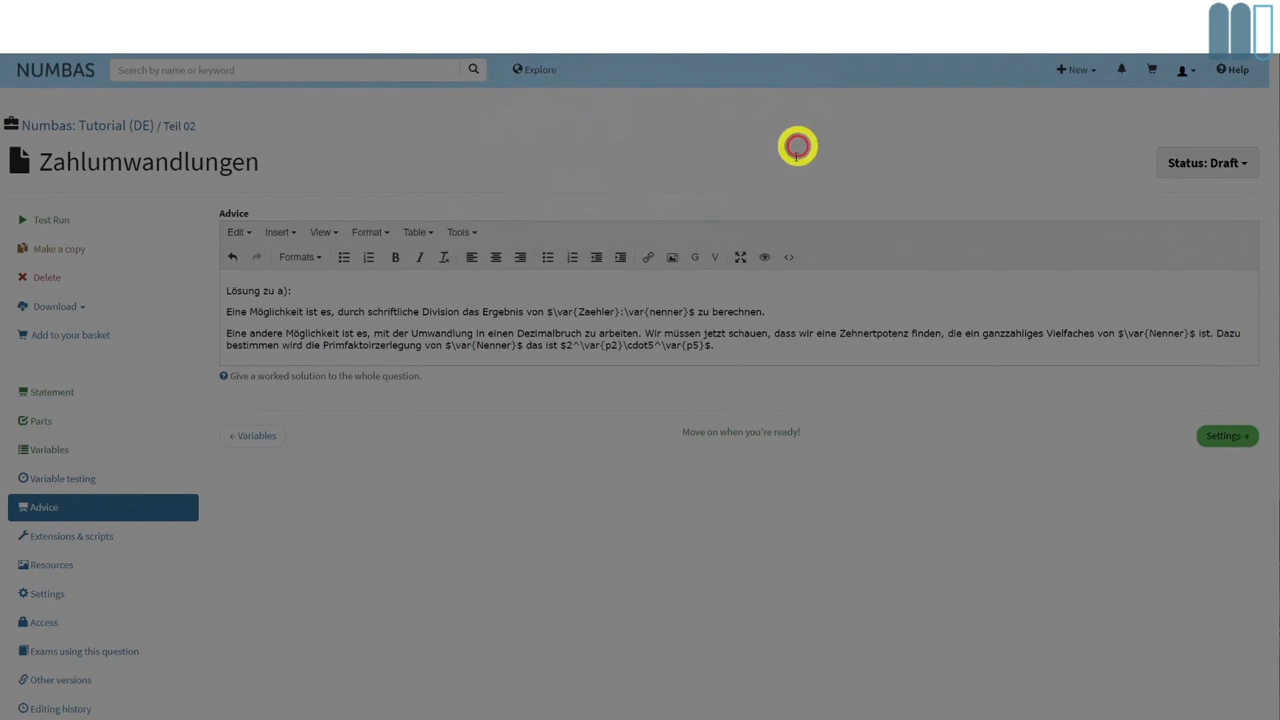 NUMBAS
Search by name or keyword
Explore
New
Help
Numbas: Tutorial (DE) / Teil 02
Zahlumwandlungen
Status: Draft
Test Run
Make a copy
Delete
Download
Add to your basket
Statement
Parts
Variables
Variable testing
Advice
Extensions & scripts
Resources
Settings
Access
Exams using this question
Other versions
Editing history
Advice
Edit Insert View Format Table Tools
Formats B I G V
Lösung zu a):
Eine Möglichkeit ist es, durch schriftliche Division das Ergebnis von $\var{Zaehler}:\var{nenner}$ zu berechnen.
Eine andere Möglichkeit ist es, mit der Umwandlung in einen Dezimalbruch zu arbeiten. Wir müssen jetzt schauen, dass wir eine Zehnertpotenz finden, die ein ganzzahliges Vielfaches von $\var{Nenner}$ ist. Dazu
bestimmen wird die Primfaktoirzerlegung von $\var{Nenner}$ das ist $2^\var{p2}\cdot5^\var{p5}$.
Give a worked solution to the whole question.
← Variables
Move on when you're ready!
Settings →